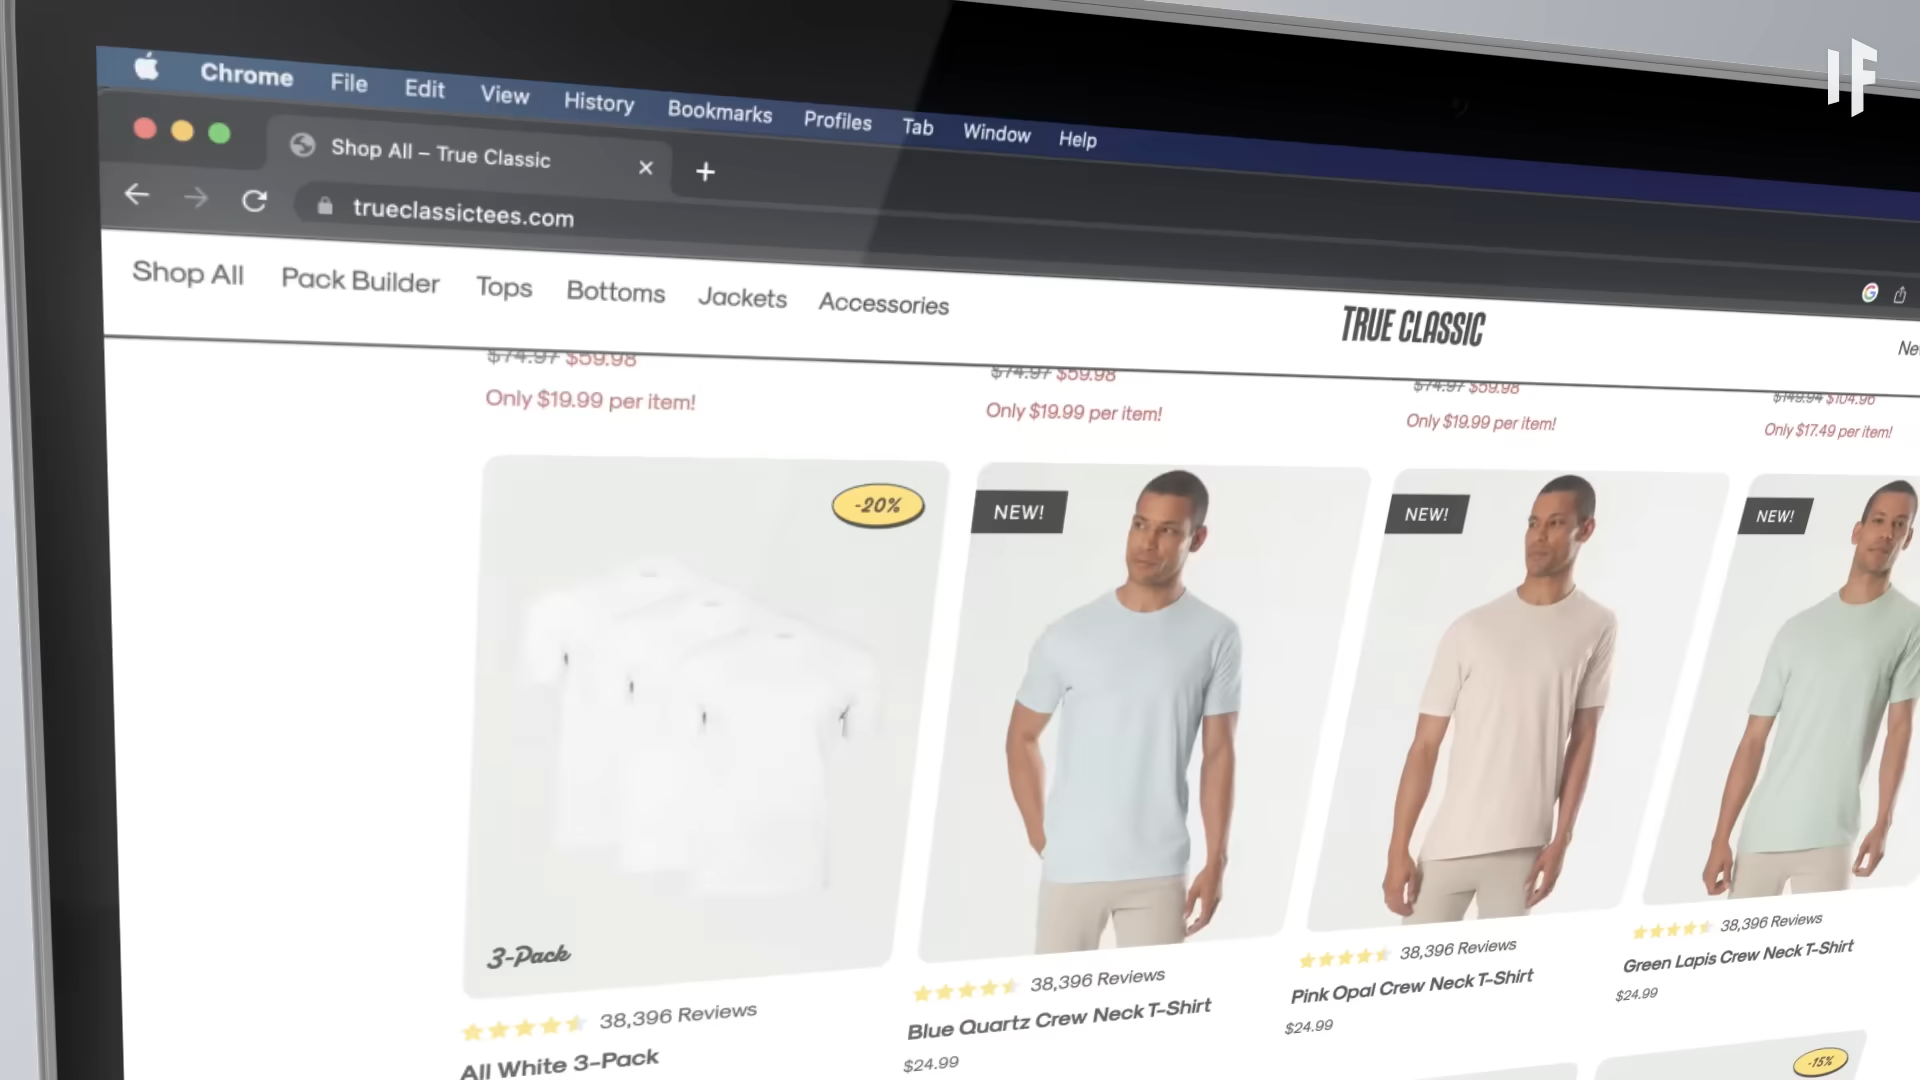 IF
Chrome File Edit View History Bookmarks Profiles Tab Window Help
Shop All – True Classic
trueclassictees.com
Shop All Pack Builder Tops Bottoms Jackets Accessories
TRUE CLASSIC
$74.97 $59.98
Only $19.99 per item!
$74.97 $59.98
Only $19.99 per item!
$74.97 $59.98
Only $19.99 per item!
$149.94 $104.96
Only $17.49 per item!
-20%
3-Pack
38,396 Reviews
All White 3-Pack
NEW!
38,396 Reviews
Blue Quartz Crew Neck T-Shirt
$24.99
NEW!
38,396 Reviews
Pink Opal Crew Neck T-Shirt
$24.99
NEW!
38,396 Reviews
Green Lapis Crew Neck T-Shirt
$24.99
-15%